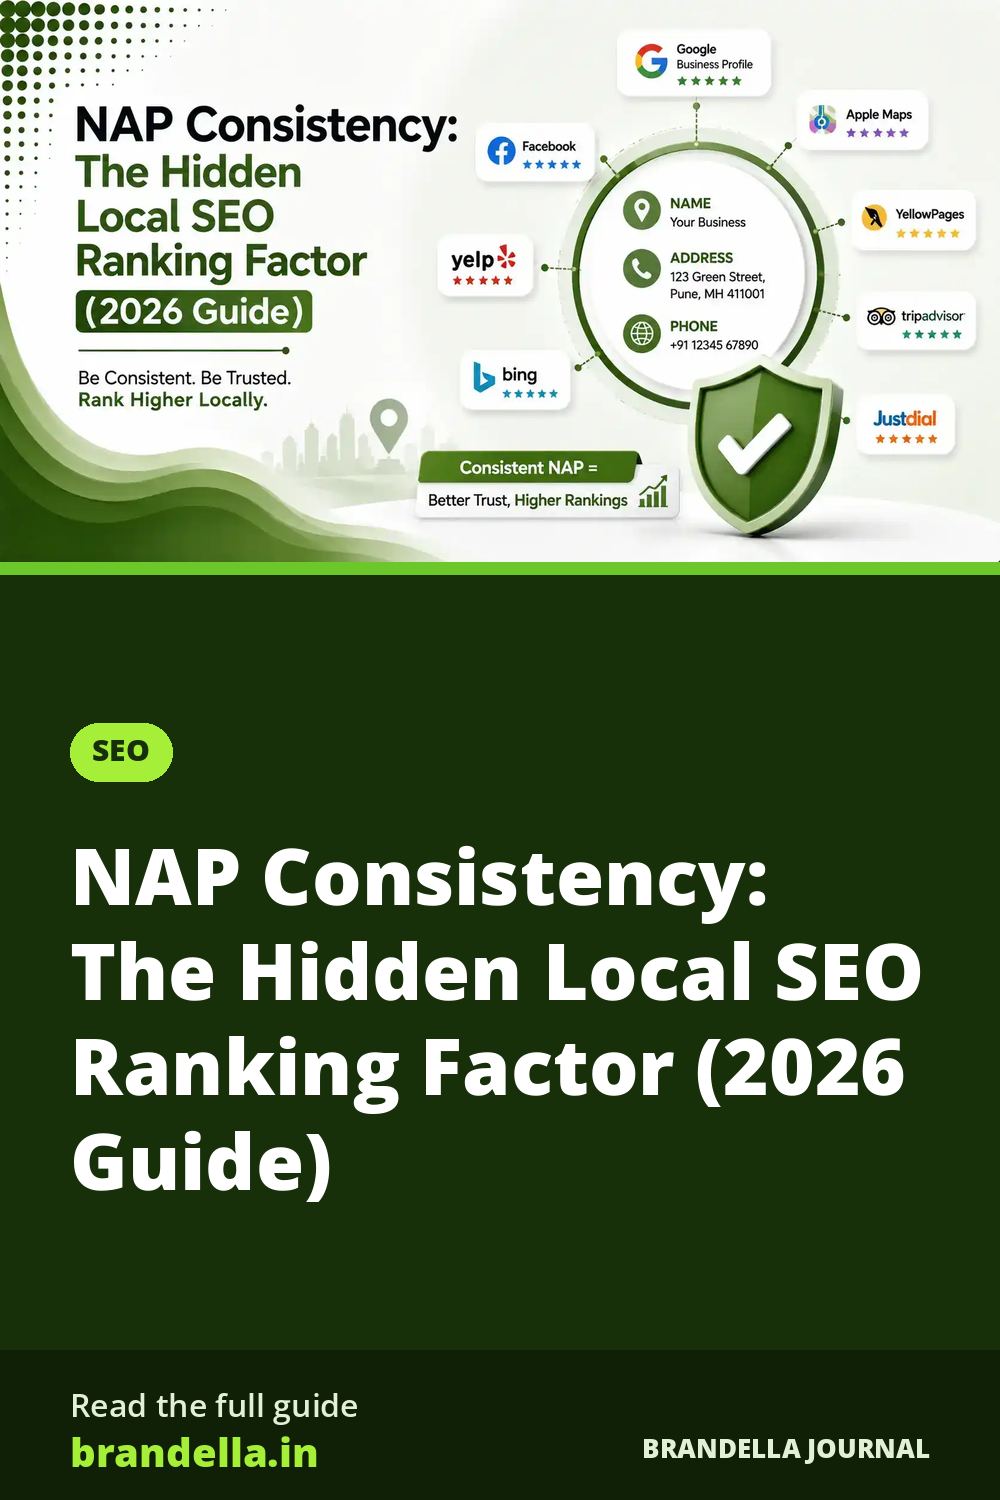 NAP Consistency:
The Hidden
Local SEO
Ranking Factor
(2026 Guide)
Be Consistent. Be Trusted.
Rank Higher Locally.
Google
Business Profile
Apple Maps
Facebook
YellowPages
yelp
tripadvisor
bing
Justdial
NAME
Your Business
ADDRESS
123 Green Street,
Pune, MH 411001
PHONE
+91 12345 67890
Consistent NAP =
Better Trust, Higher Rankings
SEO
NAP Consistency:
The Hidden Local SEO
Ranking Factor (2026
Guide)
Read the full guide
brandella.in
BRANDELLA JOURNAL